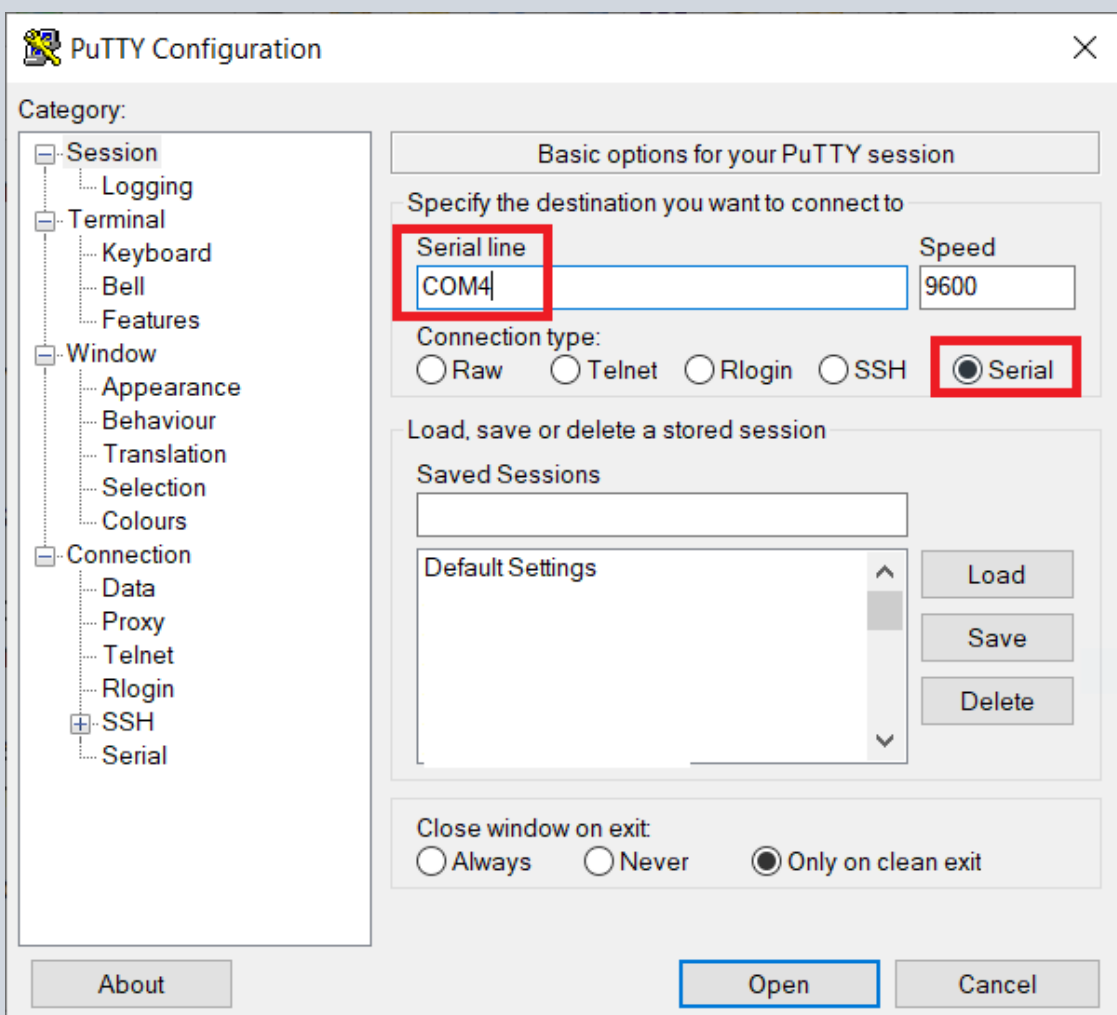 PuTTY Configuration
Category:
Session
Logging
Terminal
Keyboard
Bell
Features
Window
Appearance
Behaviour
Translation
Selection
Colours
Connection
Data
Proxy
Telnet
Rlogin
SSH
Serial
Basic options for your PuTTY session
Specify the destination you want to connect to
Serial line Speed
COM4 9600
Connection type:
Raw Telnet Rlogin SSH Serial
Load, save or delete a stored session
Saved Sessions
Default Settings
Load
Save
Delete
Close window on exit:
Always Never Only on clean exit
About Open Cancel